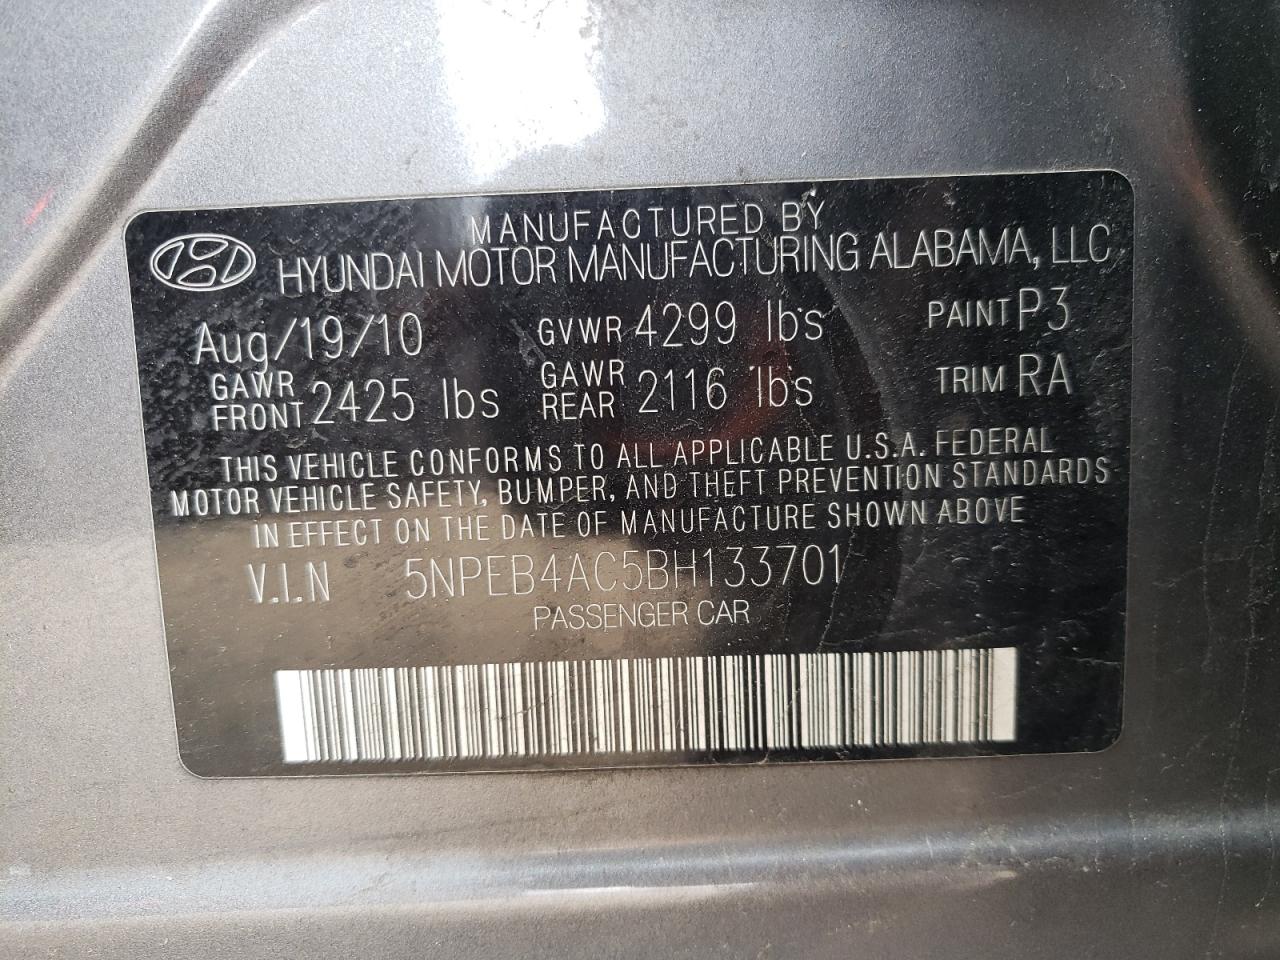 MANUFACTURED BY
HYUNDAI MOTOR MANUFACTURING ALABAMA, LLC
Aug/19/10 GVWR 4299 lbs PAINT P3
GAWR FRONT 2425 lbs GAWR REAR 2116 lbs TRIM RA
THIS VEHICLE CONFORMS TO ALL APPLICABLE U.S.A. FEDERAL
MOTOR VEHICLE SAFETY, BUMPER, AND THEFT PREVENTION STANDARDS
IN EFFECT ON THE DATE OF MANUFACTURE SHOWN ABOVE
V.I.N 5NPEB4AC5BH133701
PASSENGER CAR